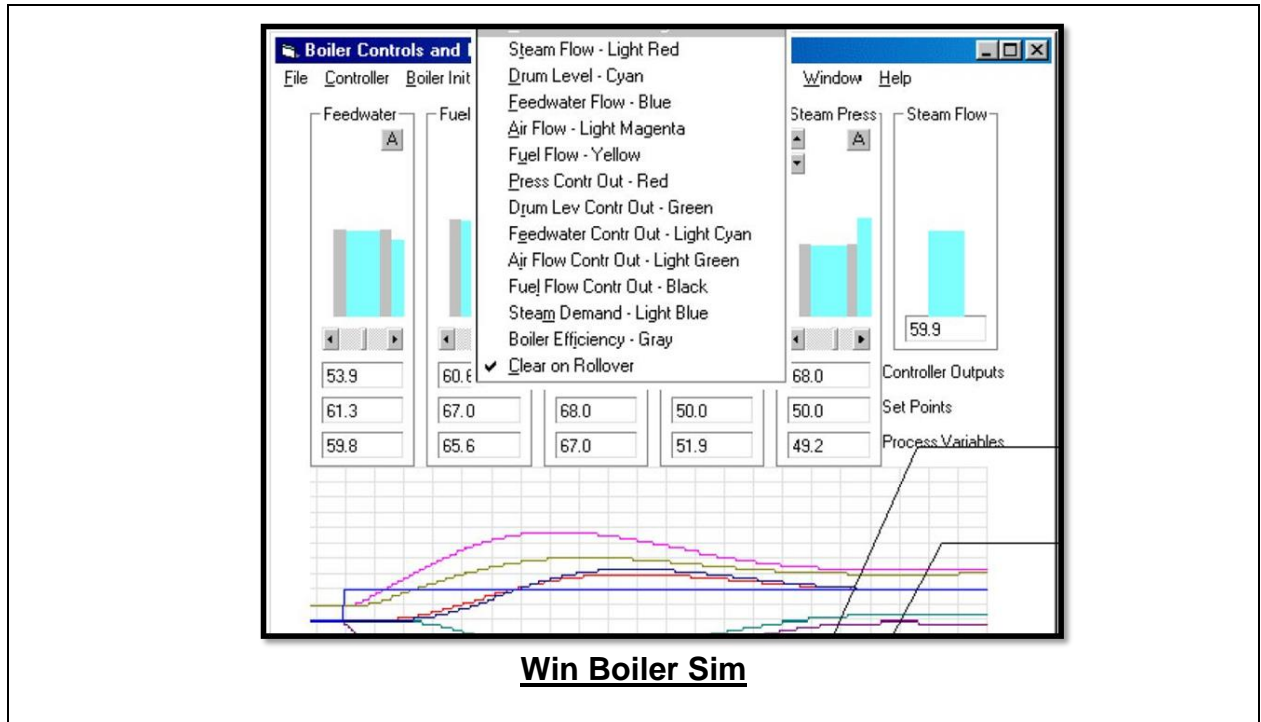 Boiler Controls and
File Controller Boiler Init Window Help
Steam Flow - Light Red
Drum Level - Cyan
Feedwater Flow - Blue
Air Flow - Light Magenta
Fuel Flow - Yellow
Press Contr Out - Red
Drum Lev Contr Out - Green
Feedwater Contr Out - Light Cyan
Air Flow Contr Out - Light Green
Fuel Flow Contr Out - Black
Steam Demand - Light Blue
Boiler Efficiency - Gray
✔ Clear on Rollover
Feedwater Fuel Steam Press Steam Flow
A A
59.9
53.9 60.6 68.0 Controller Outputs
61.3 67.0 68.0 50.0 50.0 Set Points
59.8 65.6 67.0 51.9 49.2 Process Variables
Win Boiler Sim